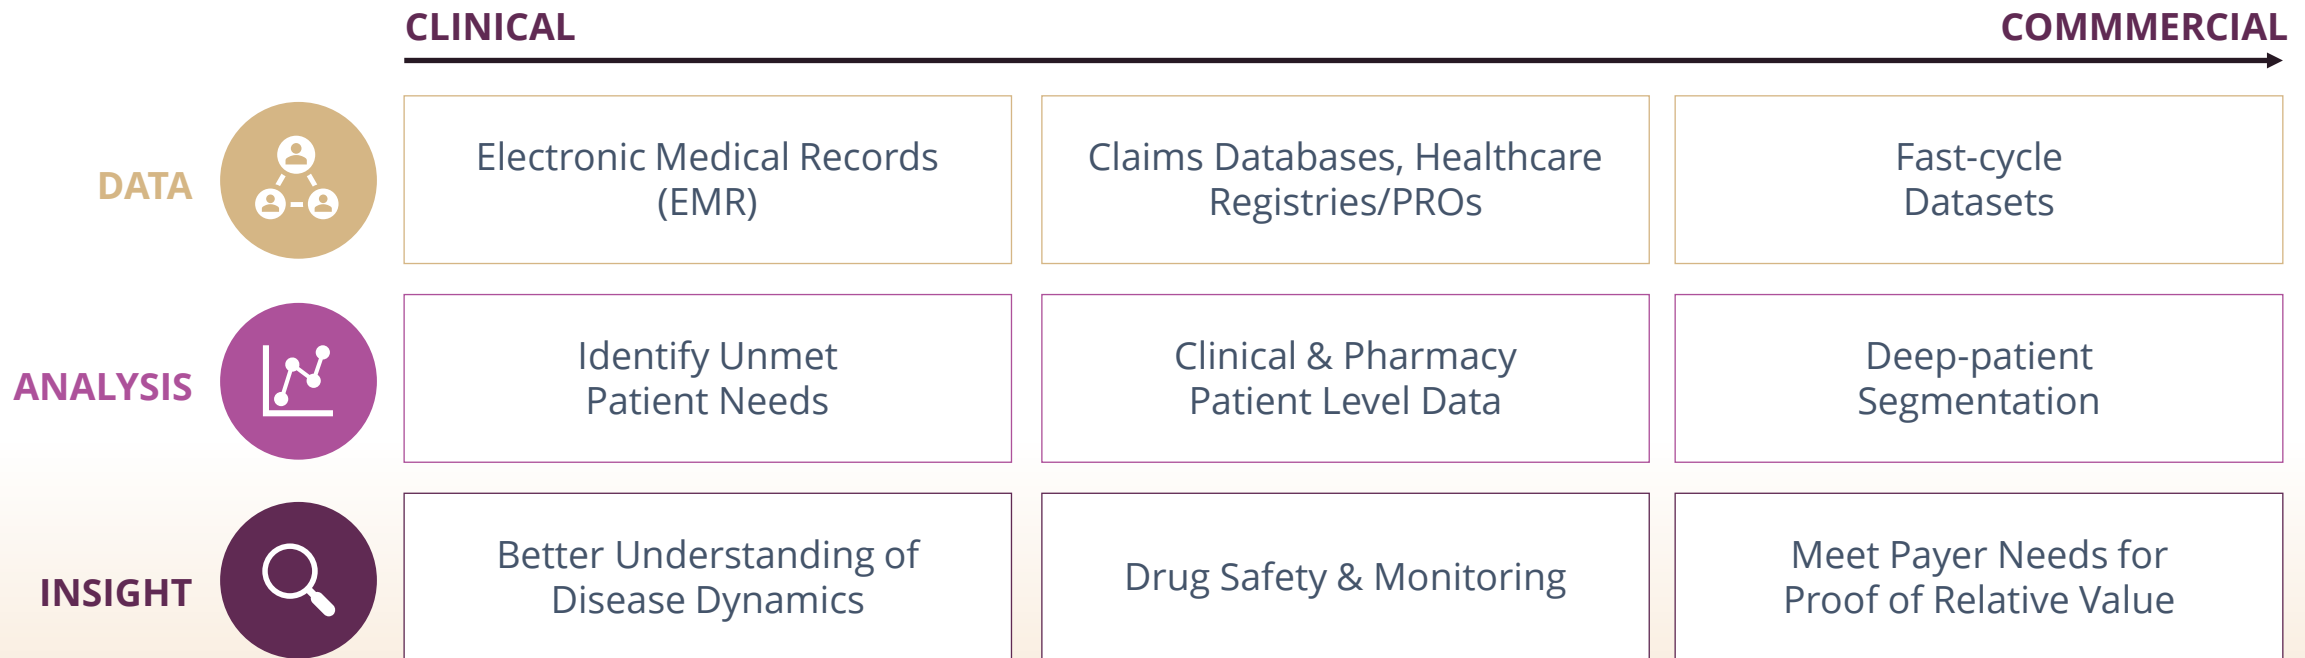 CLINICAL
COMMMERCIAL
DATA
Electronic Medical Records
(EMR)
Claims Databases, Healthcare
Registries/PROs
Fast-cycle
Datasets
ANALYSIS
Identify Unmet
Patient Needs
Clinical & Pharmacy
Patient Level Data
Deep-patient
Segmentation
INSIGHT
Better Understanding of
Disease Dynamics
Drug Safety & Monitoring
Meet Payer Needs for
Proof of Relative Value